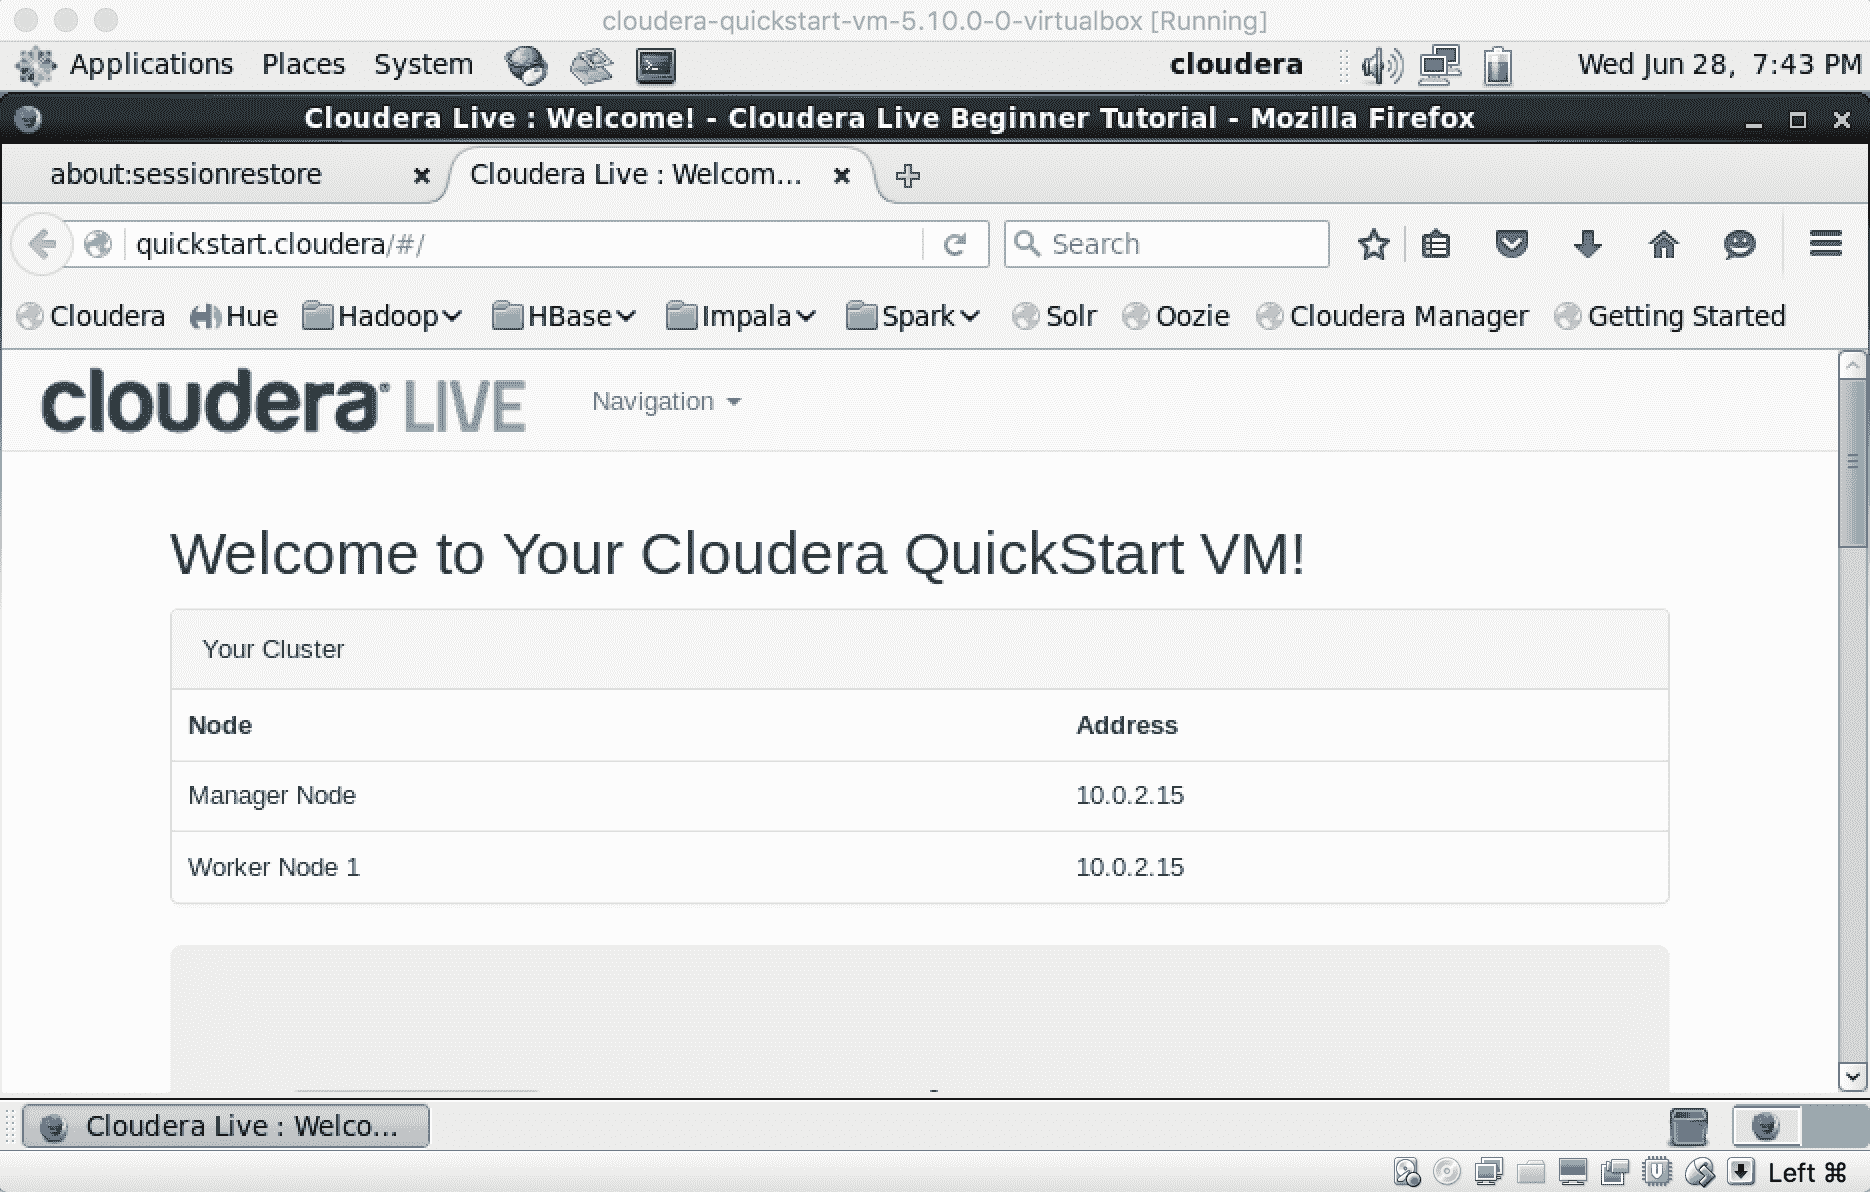 cloudera-quickstart-vm-5.10.0-0-virtualbox [Running]
Applications Places System cloudera Wed Jun 28, 7:43 PM
Cloudera Live : Welcome! - Cloudera Live Beginner Tutorial - Mozilla Firefox
about:sessionrestore Cloudera Live : Welcom...
quickstart.cloudera/#/ Search
Cloudera Hue Hadoop HBase Impala Spark Solr Oozie Cloudera Manager Getting Started
cloudera LIVE Navigation
Welcome to Your Cloudera QuickStart VM!
Your Cluster
Node Address
Manager Node 10.0.2.15
Worker Node 1 10.0.2.15
Cloudera Live : Welco...
Left ⌘